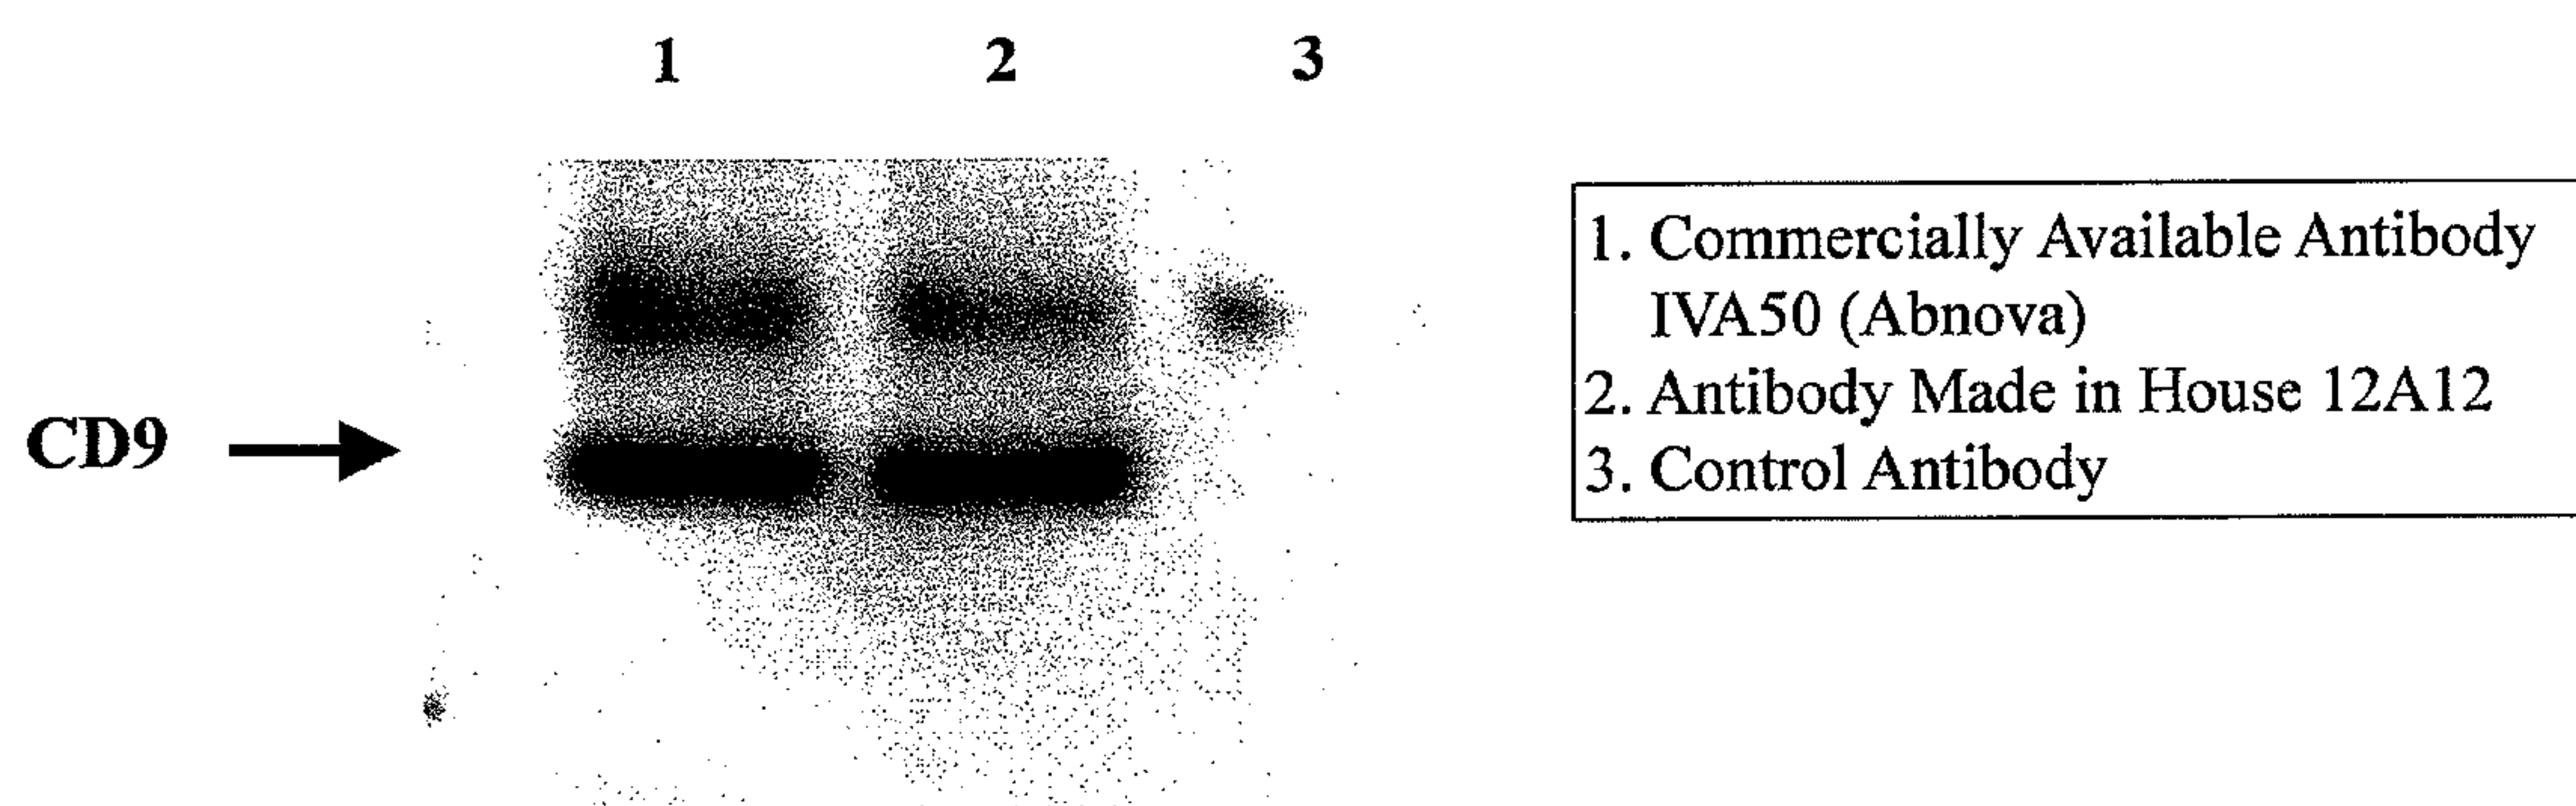 1 2 3
CD9
1. Commercially Available Antibody
IVA50 (Abnova)
2. Antibody Made in House 12A12
3. Control Antibody